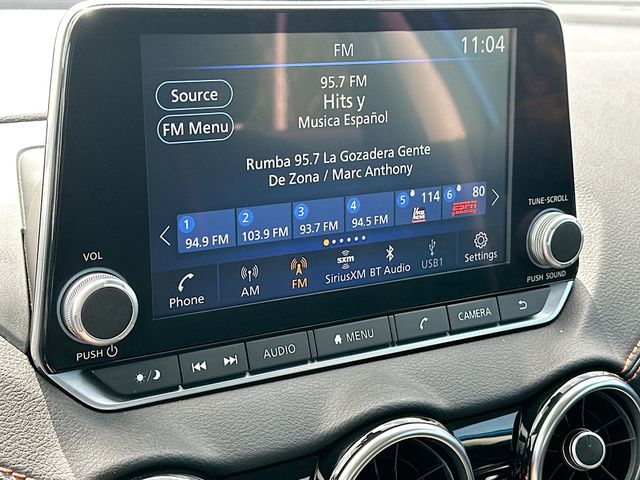 FM
11:04
Source
FM Menu
95.7 FM
Hits y
Musica Español
Rumba 95.7 La Gozadera Gente
De Zona / Marc Anthony
1 94.9 FM
2 103.9 FM
3 93.7 FM
4 94.5 FM
5 114
6 80
ESPN
Phone
AM
FM
sxm
SiriusXM
BT Audio
USB1
Settings
VOL
PUSH
TUNE·SCROLL
PUSH SOUND
AUDIO
MENU
CAMERA